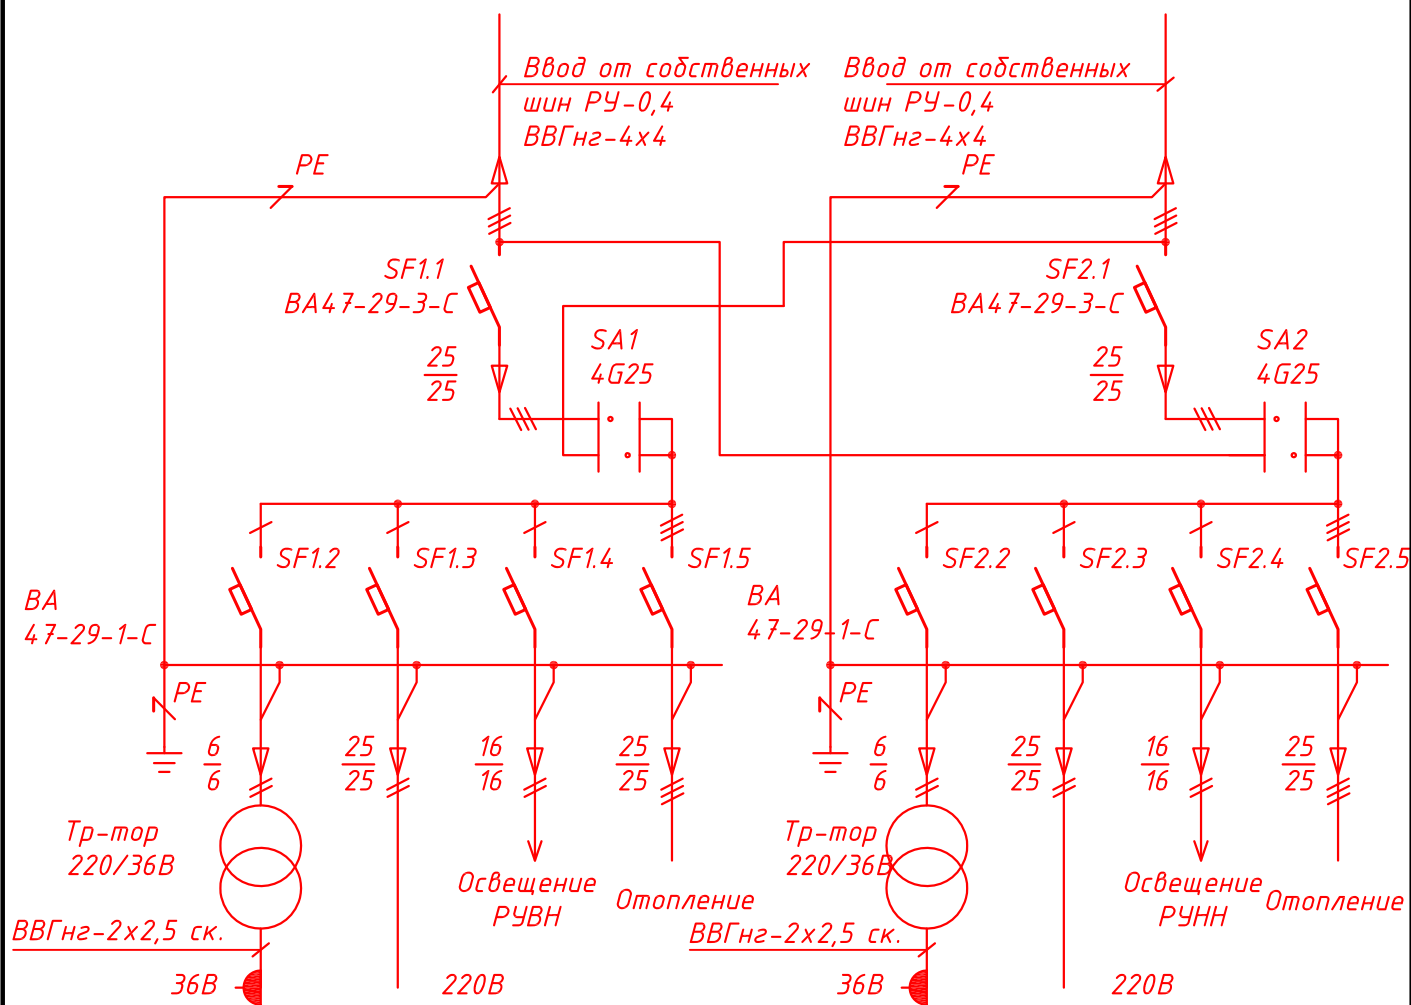 Ввод от собственных
шин РУ-0,4
ВВГнг-4х4
Ввод от собственных
шин РУ-0,4
ВВГнг-4х4
PE
PE
SF1.1
ВА47-29-3-С
SF2.1
ВА47-29-3-С
25
25
SA1
4G25
25
25
SA2
4G25
SF1.2
SF1.3
SF1.4
SF1.5
SF2.2
SF2.3
SF2.4
SF2.5
ВА
47-29-1-С
ВА
47-29-1-С
PE
PE
6
6
25
25
16
16
25
25
6
6
25
25
16
16
25
25
Тр-тор
220/36В
Тр-тор
220/36В
Освещение
РУВН
Отопление
Освещение
РУНН
Отопление
ВВГнг-2х2,5 ск.
ВВГнг-2х2,5 ск.
36В
220В
36В
220В